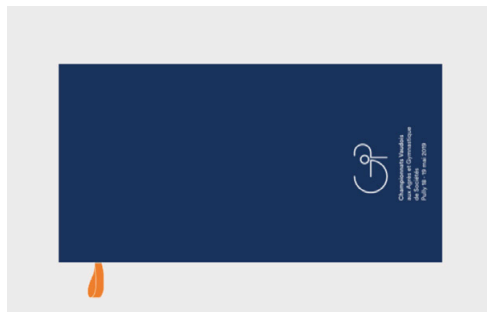 Championnats Vaudois
aux Agrès et Gymnastique
de Sociétés
Pully 18 - 19 mai 2019